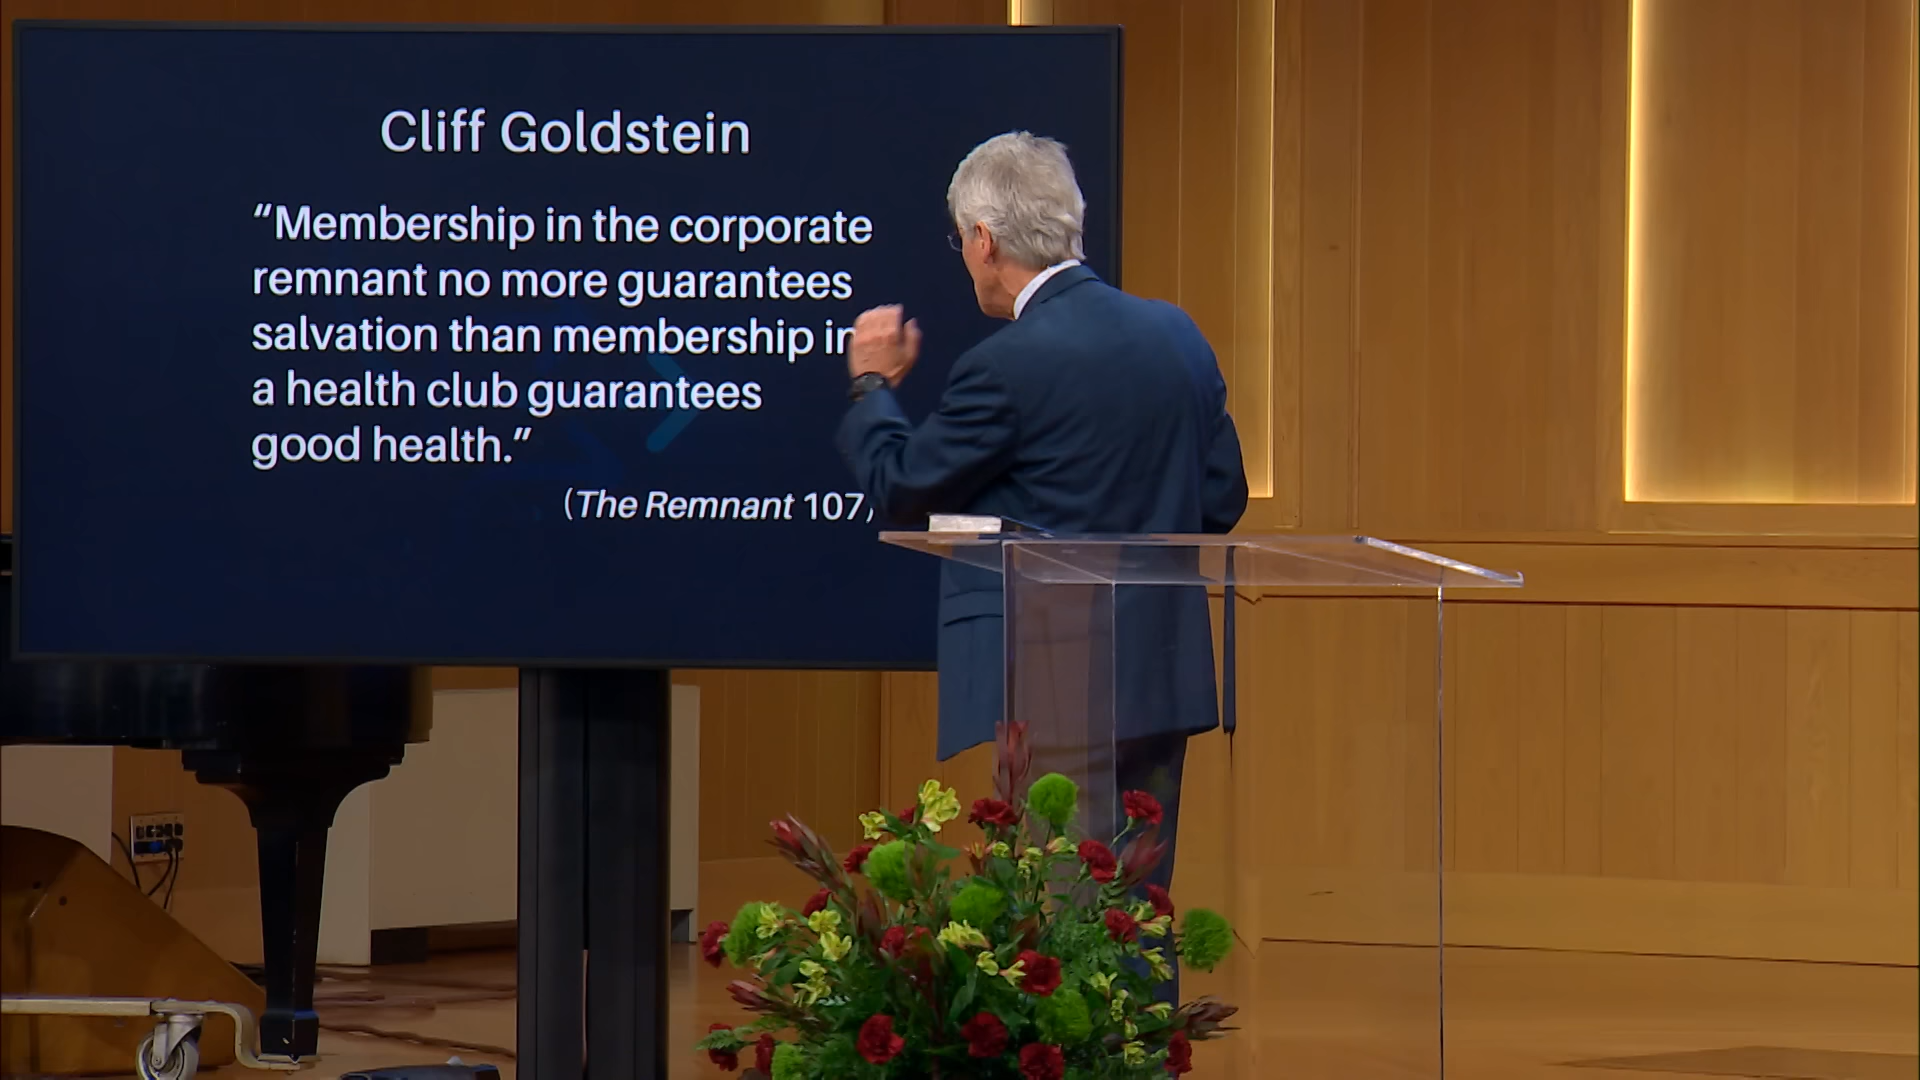 Cliff Goldstein
“Membership in the corporate
remnant no more guarantees
salvation than membership in
a health club guarantees
good health.”
(The Remnant 107)